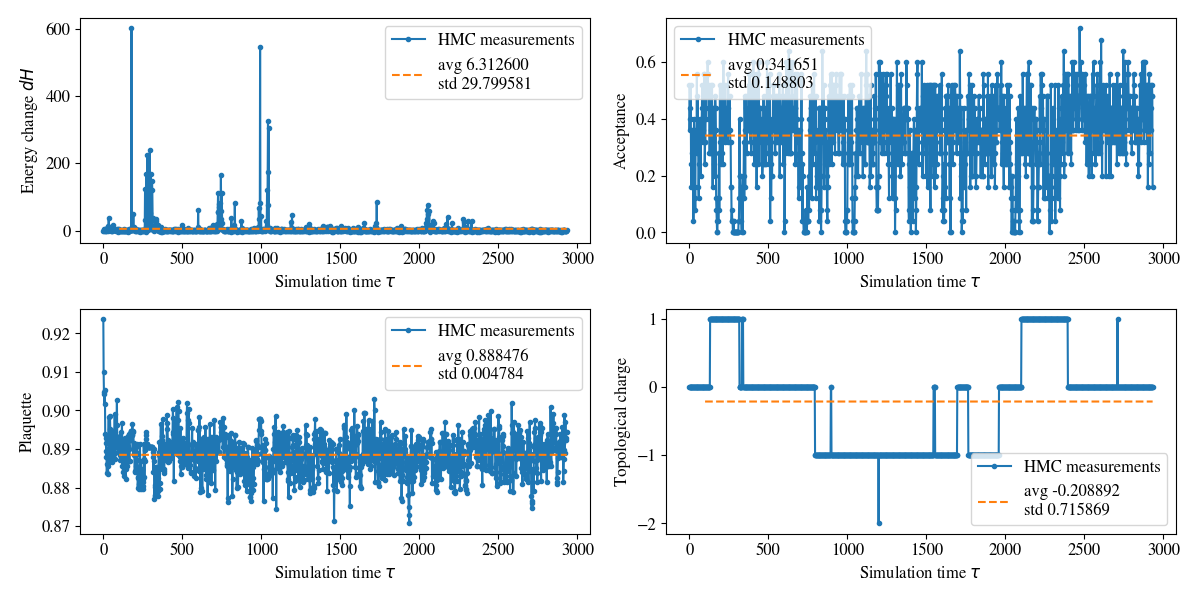 600
400
200
0
Energy change dH
HMC measurements
avg 6.312600
std 29.799581
0 500 1000 1500 2000 2500 3000
Simulation time τ
0.6
0.4
0.2
0.0
Acceptance
HMC measurements
avg 0.341651
std 0.148803
0 500 1000 1500 2000 2500 3000
Simulation time τ
0.92
0.91
0.90
0.89
0.88
0.87
Plaquette
HMC measurements
avg 0.888476
std 0.004784
0 500 1000 1500 2000 2500 3000
Simulation time τ
1
0
−1
−2
Topological charge
HMC measurements
avg -0.208892
std 0.715869
0 500 1000 1500 2000 2500 3000
Simulation time τ